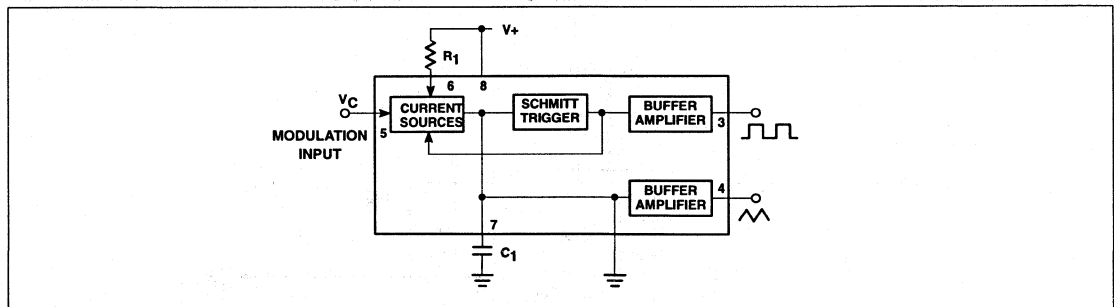 V+
R1
6 8
VC
CURRENT
SOURCES
SCHMITT
TRIGGER
BUFFER
AMPLIFIER
3
5
MODULATION
INPUT
BUFFER
AMPLIFIER
4
7
C1